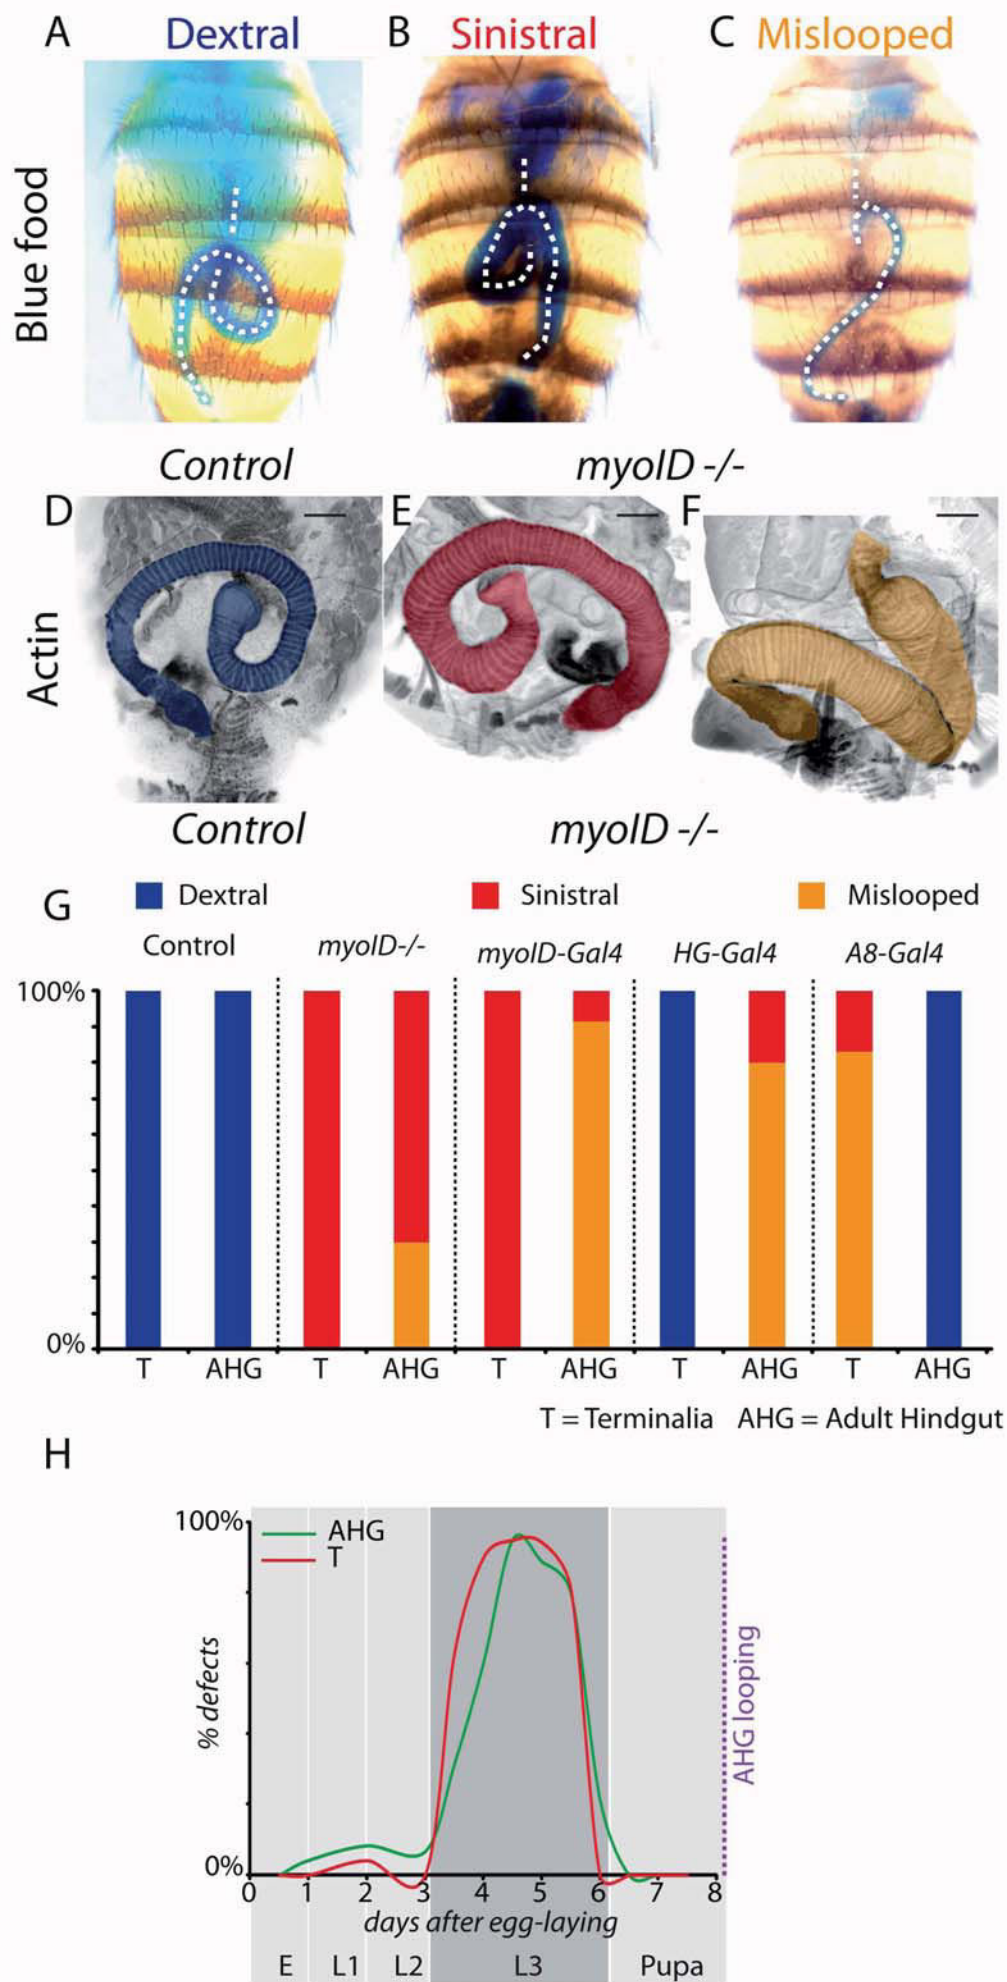 A Dextral B Sinistral C Mislooped
Blue food
Control myoID -/-
D E F
Actin
Control myoID -/-
G Dextral Sinistral Mislooped
Control myoID-/- myoID-Gal4 HG-Gal4 A8-Gal4
100%
0%
T AHG T AHG T AHG T AHG T AHG
T = Terminalia AHG = Adult Hindgut
H
100%
AHG
T
% defects
AHG looping
0%
0 1 2 3 4 5 6 7 8
days after egg-laying
E L1 L2 L3 Pupa